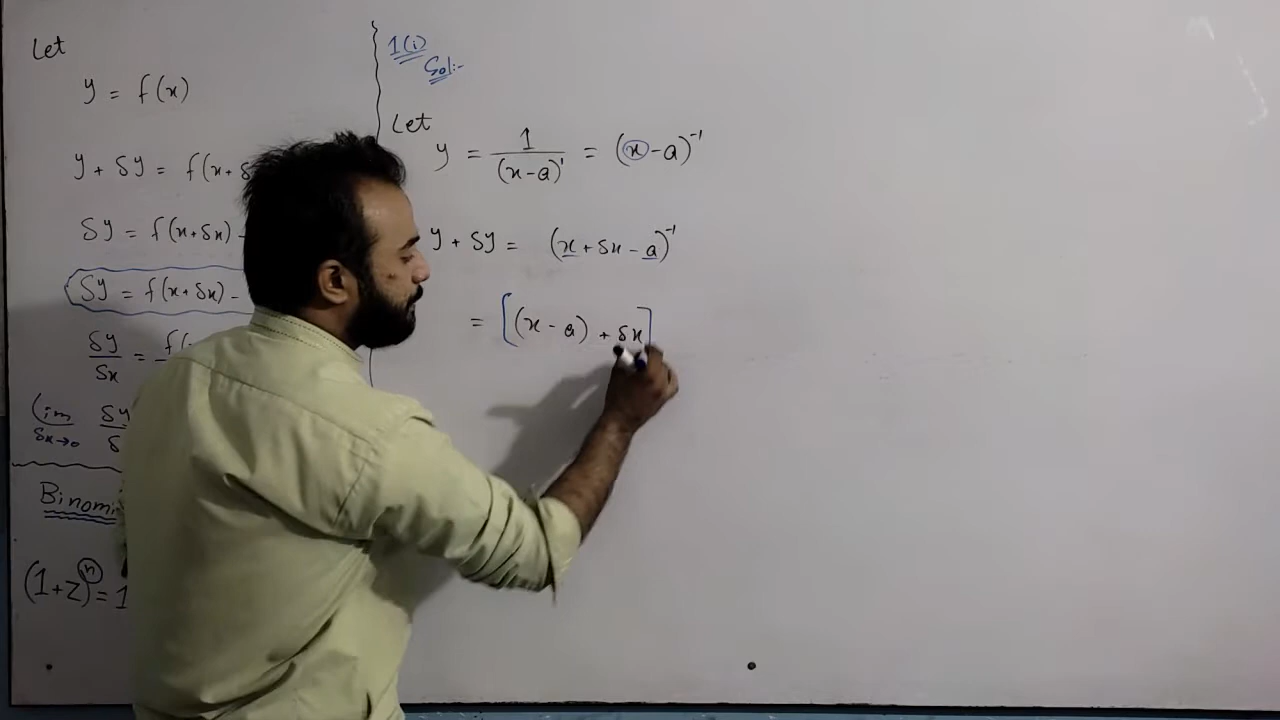 Let
y = f(x)
y + δy = f(x + δ
δy = f(x+δx) -
δy = f(x+δx) -
δy/δx = f(
lim δx→0 δy/δ
Binomi
(1+z)^n = 1
1(i)
Sol:-
Let
y = 1/(x-a)^1 = (x-a)^-1
y + δy = (x + δx - a)^-1
= [(x - a) + δx]